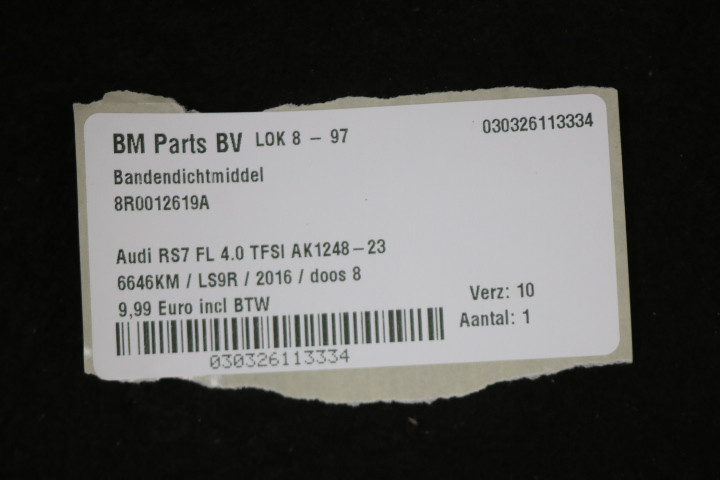 BM Parts BV LOK 8 - 97 030326113334
Bandendichtmiddel
8R0012619A
Audi RS7 FL 4.0 TFSI AK1248-23
6646KM / LS9R / 2016 / doos 8
9,99 Euro incl BTW
Verz: 10
Aantal: 1
030326113334